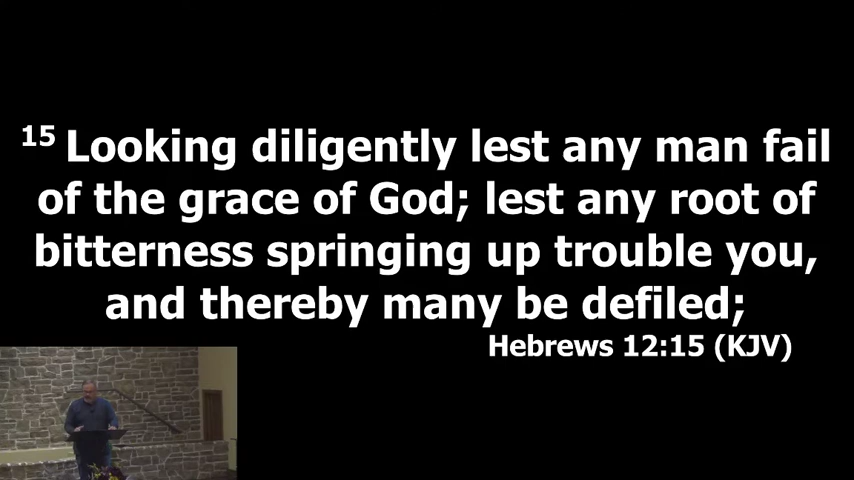 15 Looking diligently lest any man fail
of the grace of God; lest any root of
bitterness springing up trouble you,
and thereby many be defiled;
Hebrews 12:15 (KJV)